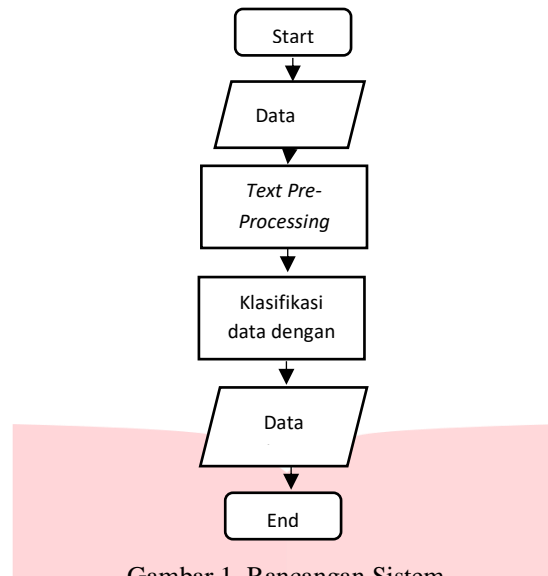 Start
Data
Text Pre-
Processing
Klasifikasi
data dengan
Data
End
Gambar 1. Rancangan Sistem